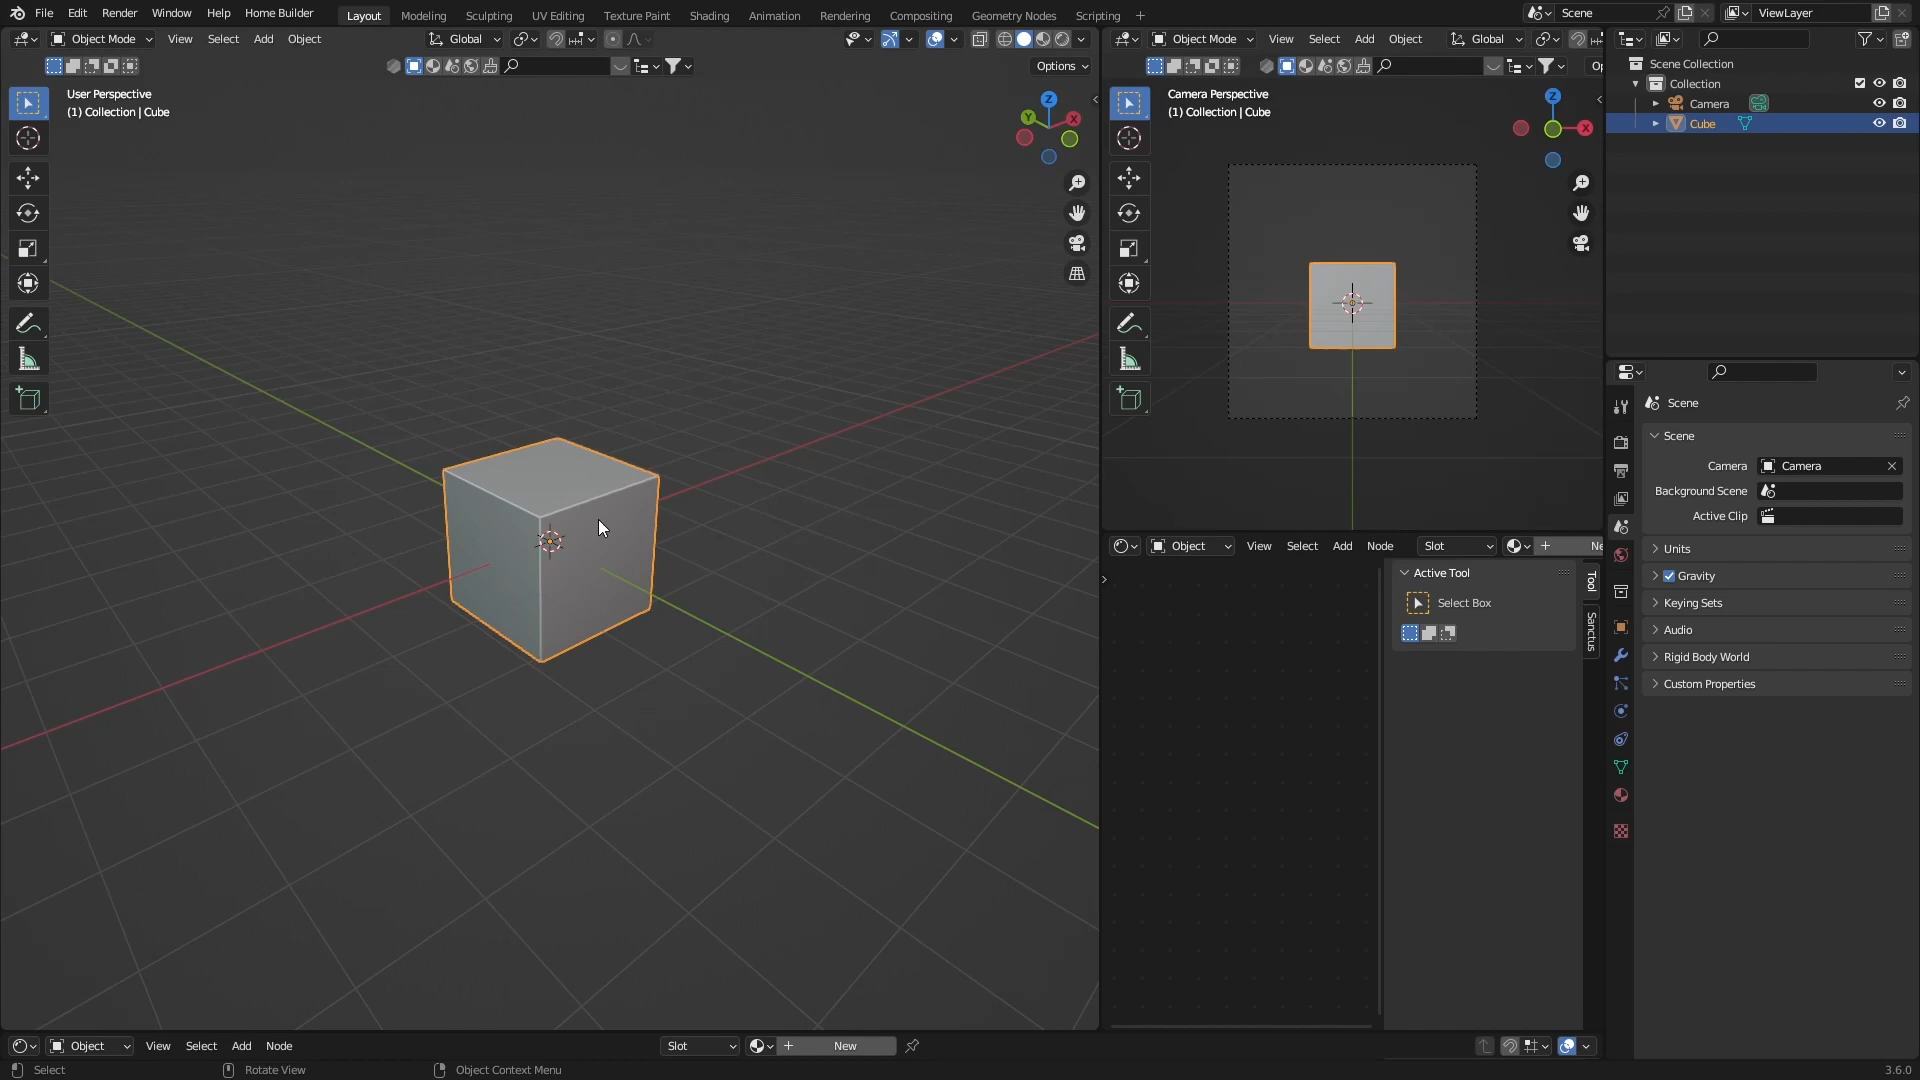 File Edit Render Window Help Home Builder Layout Modeling Sculpting UV Editing Texture Paint Shading Animation Rendering Compositing Geometry Nodes Scripting + Scene ViewLayer
Object Mode View Select Add Object Global
Options
User Perspective
(1) Collection | Cube
Z
Y
X
Object Mode View Select Add Object Global
Op
Camera Perspective
(1) Collection | Cube
Z
X
Scene Collection
Collection
Camera
Cube
Scene
Scene
Camera Camera
Background Scene
Active Clip
Units
Gravity
Keying Sets
Audio
Rigid Body World
Custom Properties
Object View Select Add Node Slot + Ne
Active Tool
Select Box
Tool
Sanctus
Object View Select Add Node Slot + New
Select Rotate View Object Context Menu 3.6.0